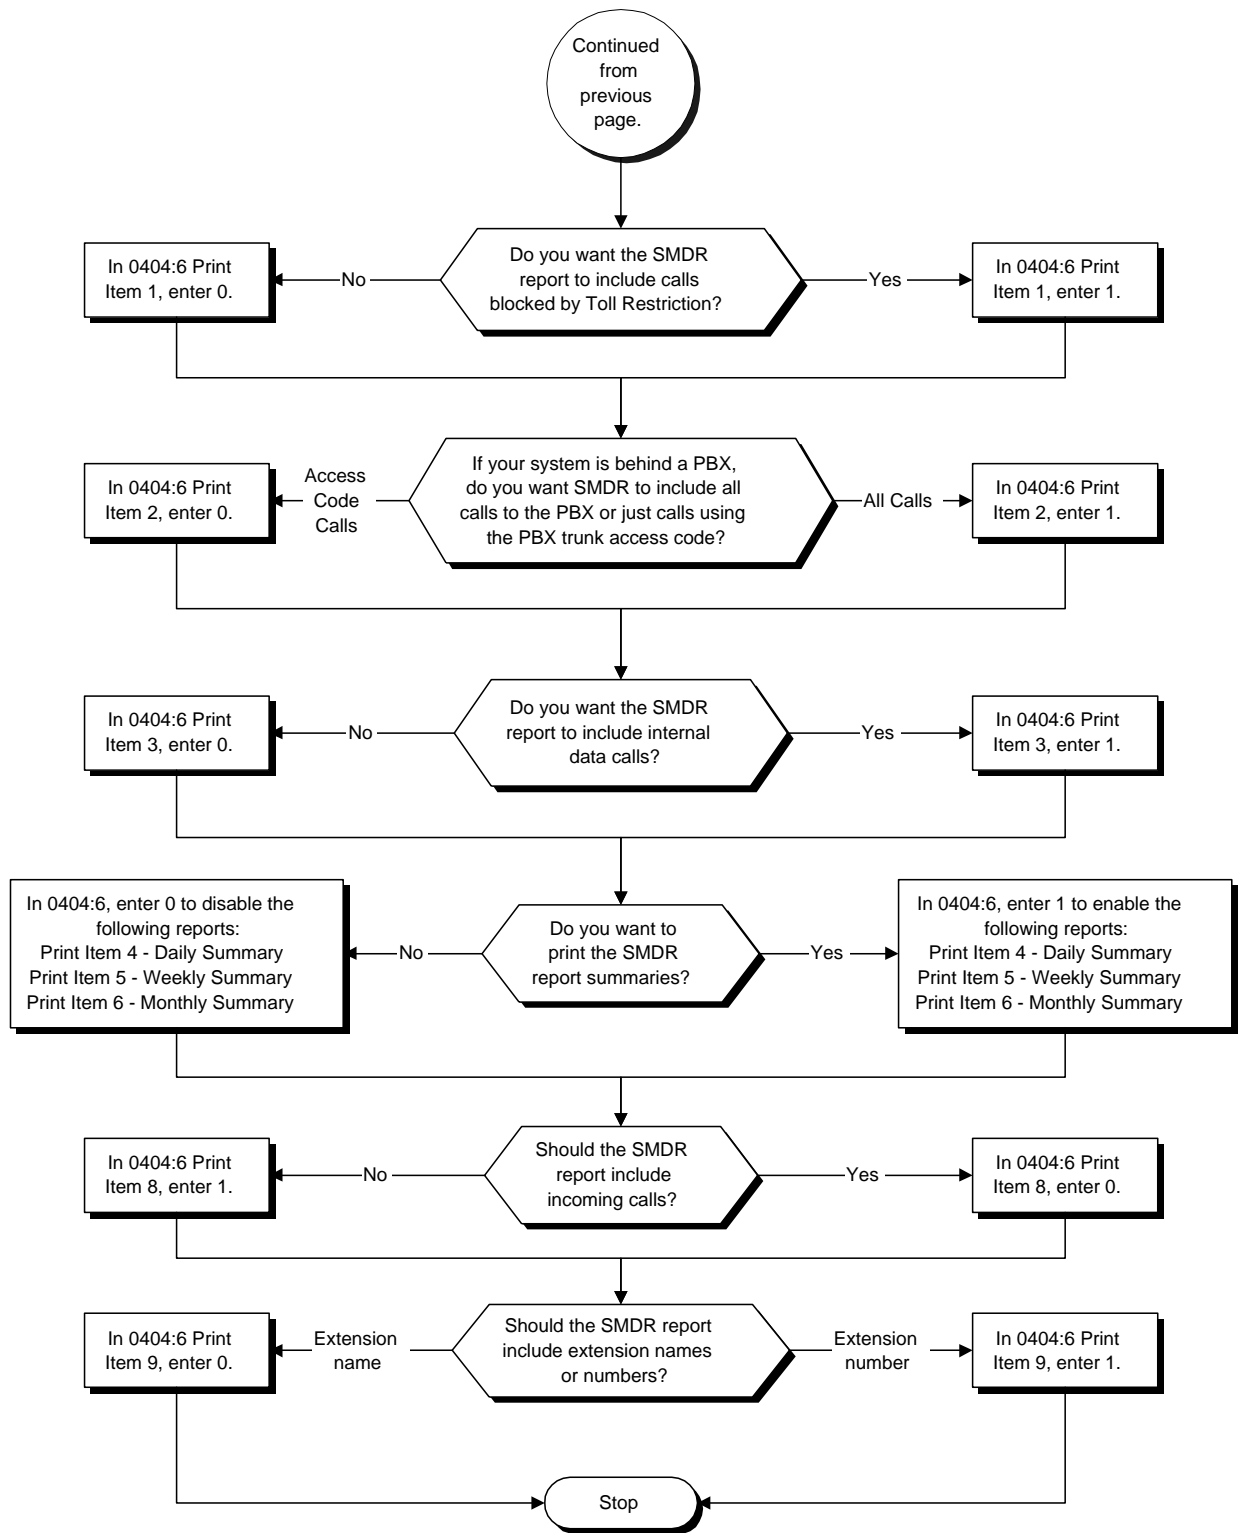 Continued
from
previous
page.
Do you want the SMDR
report to include calls
blocked by Toll Restriction?
No
Yes
In 0404:6 Print
Item 1, enter 0.
In 0404:6 Print
Item 1, enter 1.
If your system is behind a PBX,
do you want SMDR to include all
calls to the PBX or just calls using
the PBX trunk access code?
Access
Code
Calls
All Calls
In 0404:6 Print
Item 2, enter 0.
In 0404:6 Print
Item 2, enter 1.
Do you want the SMDR
report to include internal
data calls?
No
Yes
In 0404:6 Print
Item 3, enter 0.
In 0404:6 Print
Item 3, enter 1.
Do you want to
print the SMDR
report summaries?
No
Yes
In 0404:6, enter 0 to disable the
following reports:
Print Item 4 - Daily Summary
Print Item 5 - Weekly Summary
Print Item 6 - Monthly Summary
In 0404:6, enter 1 to enable the
following reports:
Print Item 4 - Daily Summary
Print Item 5 - Weekly Summary
Print Item 6 - Monthly Summary
Should the SMDR
report include
incoming calls?
No
Yes
In 0404:6 Print
Item 8, enter 1.
In 0404:6 Print
Item 8, enter 0.
Should the SMDR report
include extension names
or numbers?
Extension
name
Extension
number
In 0404:6 Print
Item 9, enter 0.
In 0404:6 Print
Item 9, enter 1.
Stop